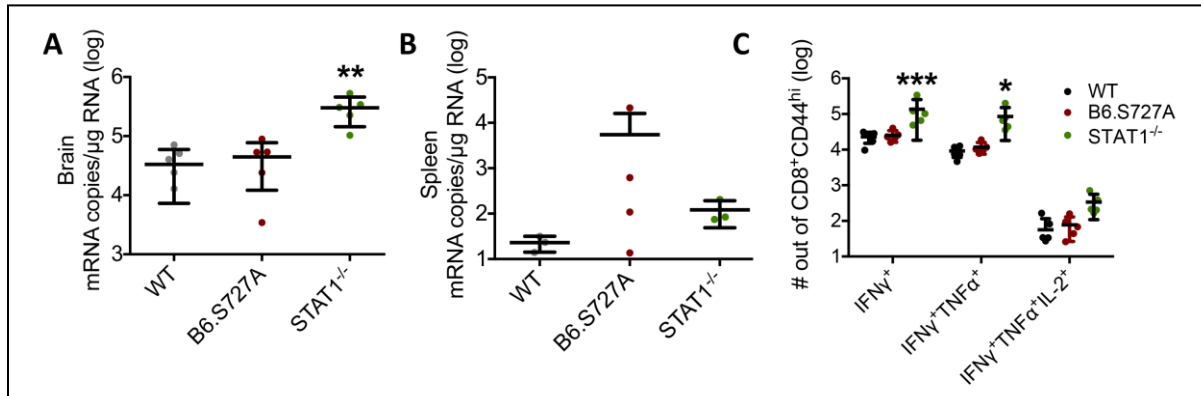 A
Brain
mRNA copies/µg RNA (log)
6
5
4
3
**
WT
B6.S727A
STAT1-/-
B
Spleen
mRNA copies/µg RNA (log)
5
4
3
2
1
WT
B6.S727A
STAT1-/-
C
# out of CD8+CD44hi (log)
6
5
4
3
2
1
***
*
IFNγ+
IFNγ+TNFα+
IFNγ+TNFα+IL-2+
WT
B6.S727A
STAT1-/-